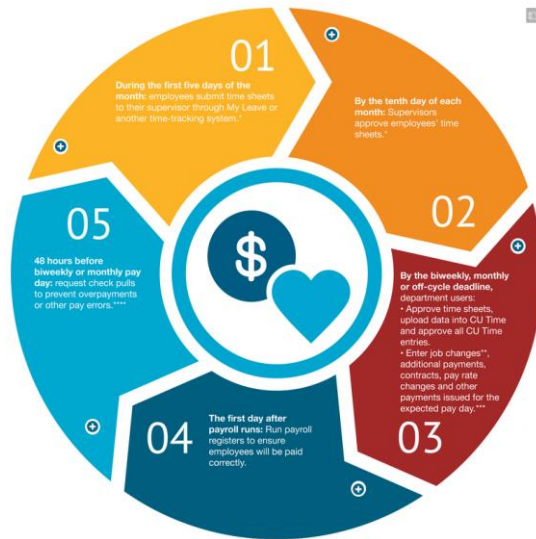 01
During the first five days of the
month: employees submit time sheets
to their supervisor through My Leave or
another time-tracking system.*
By the tenth day of each
month: Supervisors
approve employees' time
sheets.*
02
By the biweekly, monthly
or off-cycle deadline,
department users:
• Approve time sheets,
upload data into CU Time
and approve all CU Time
entries.
• Enter job changes**,
additional payments,
contracts, pay rate
changes and other
payments issued for the
expected pay day.***
03
04
The first day after
payroll runs: Run payroll
registers to ensure
employees will be paid
correctly.
05
48 hours before
biweekly or monthly pay
day: request check pulls
to prevent overpayments
or other pay errors.****
$